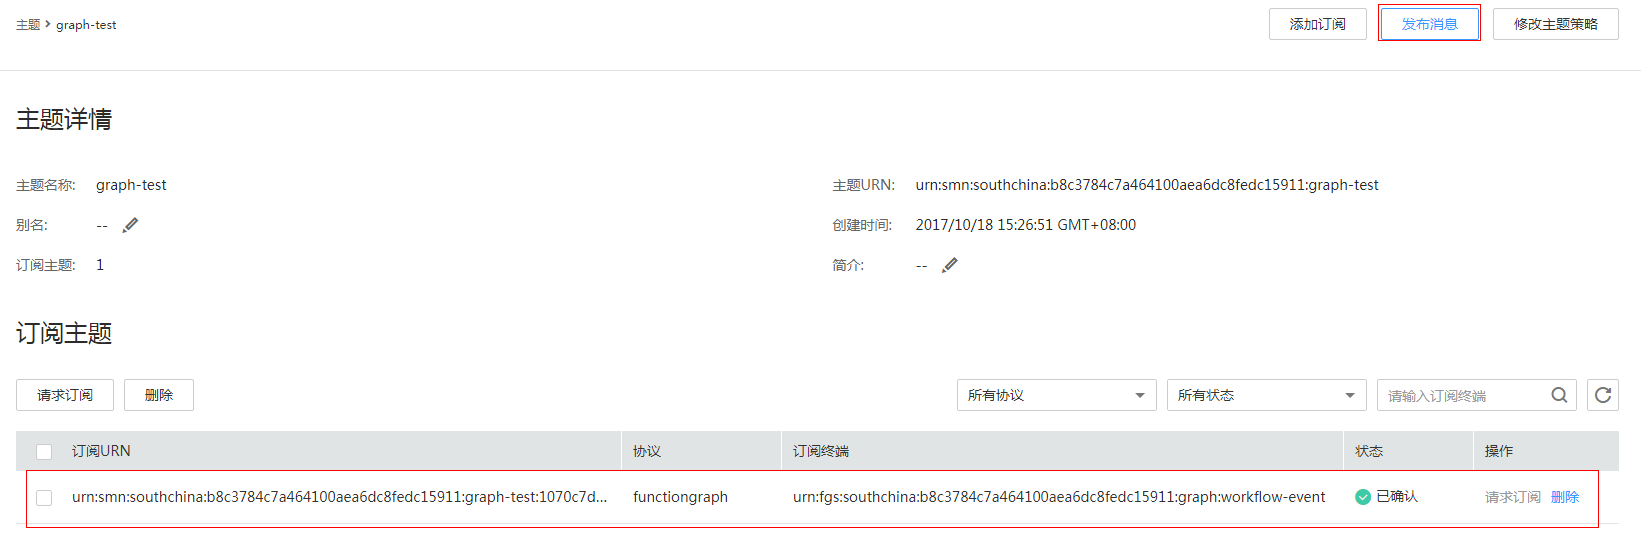 主题 > graph-test
添加订阅 发布消息 修改主题策略
主题详情
主题名称: graph-test 主题URN: urn:smn:southchina:b8c3784c7a464100aea6dc8fedc15911:graph-test
别名: -- 创建时间: 2017/10/18 15:26:51 GMT+08:00
订阅主题: 1 简介: --
订阅主题
请求订阅 删除 所有协议 所有状态 请输入订阅终端
订阅URN 协议 订阅终端 状态 操作
urn:smn:southchina:b8c3784c7a464100aea6dc8fedc15911:graph-test:1070c7d... functiongraph urn:fgs:southchina:b8c3784c7a464100aea6dc8fedc15911:graph:workflow-event 已确认 请求订阅 删除